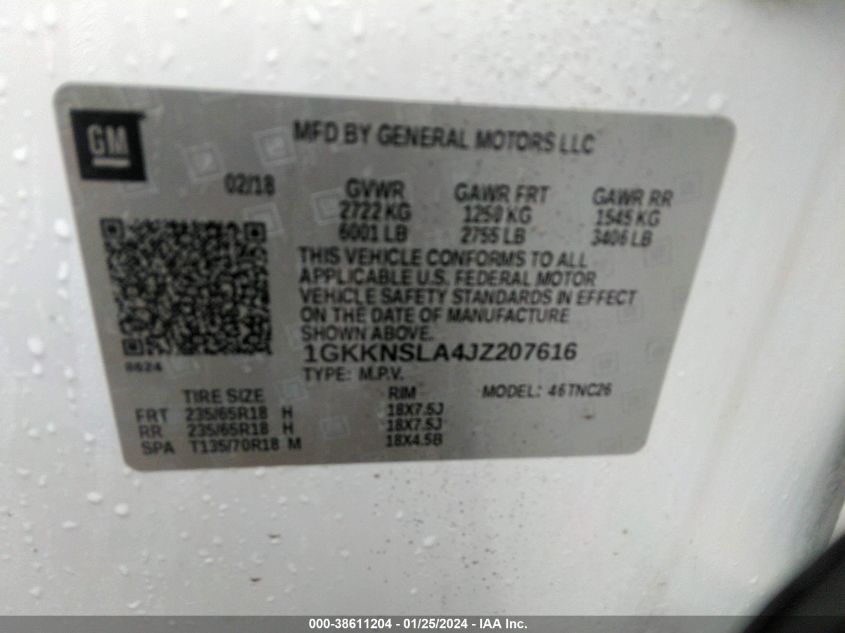 GM
MFD BY GENERAL MOTORS LLC
02/18 GVWR GAWR FRT GAWR RR
2722 KG 1250 KG 1545 KG
6001 LB 2755 LB 3406 LB
THIS VEHICLE CONFORMS TO ALL
APPLICABLE U.S. FEDERAL MOTOR
VEHICLE SAFETY STANDARDS IN EFFECT
ON THE DATE OF MANUFACTURE
SHOWN ABOVE.
1GKKNSLA4JZ207616
8624
TYPE: M.P.V.
TIRE SIZE RIM MODEL: 46TNC26
FRT 235/65R18 H 18X7.5J
RR 235/65R18 H 18X7.5J
SPA T135/70R18 M 18X4.5B
000-38611204 - 01/25/2024 - IAA Inc.